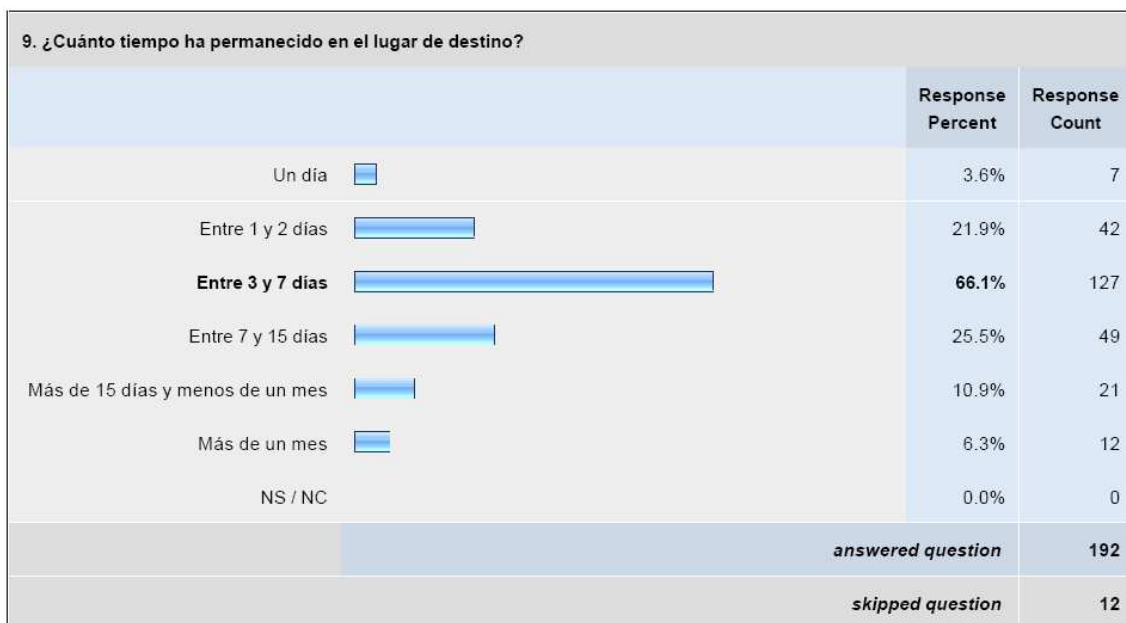 9. ¿Cuánto tiempo ha permanecido en el lugar de destino?
Response Percent Response Count
Un día 3.6% 7
Entre 1 y 2 días 21.9% 42
Entre 3 y 7 días 66.1% 127
Entre 7 y 15 días 25.5% 49
Más de 15 días y menos de un mes 10.9% 21
Más de un mes 6.3% 12
NS / NC 0.0% 0
answered question 192
skipped question 12